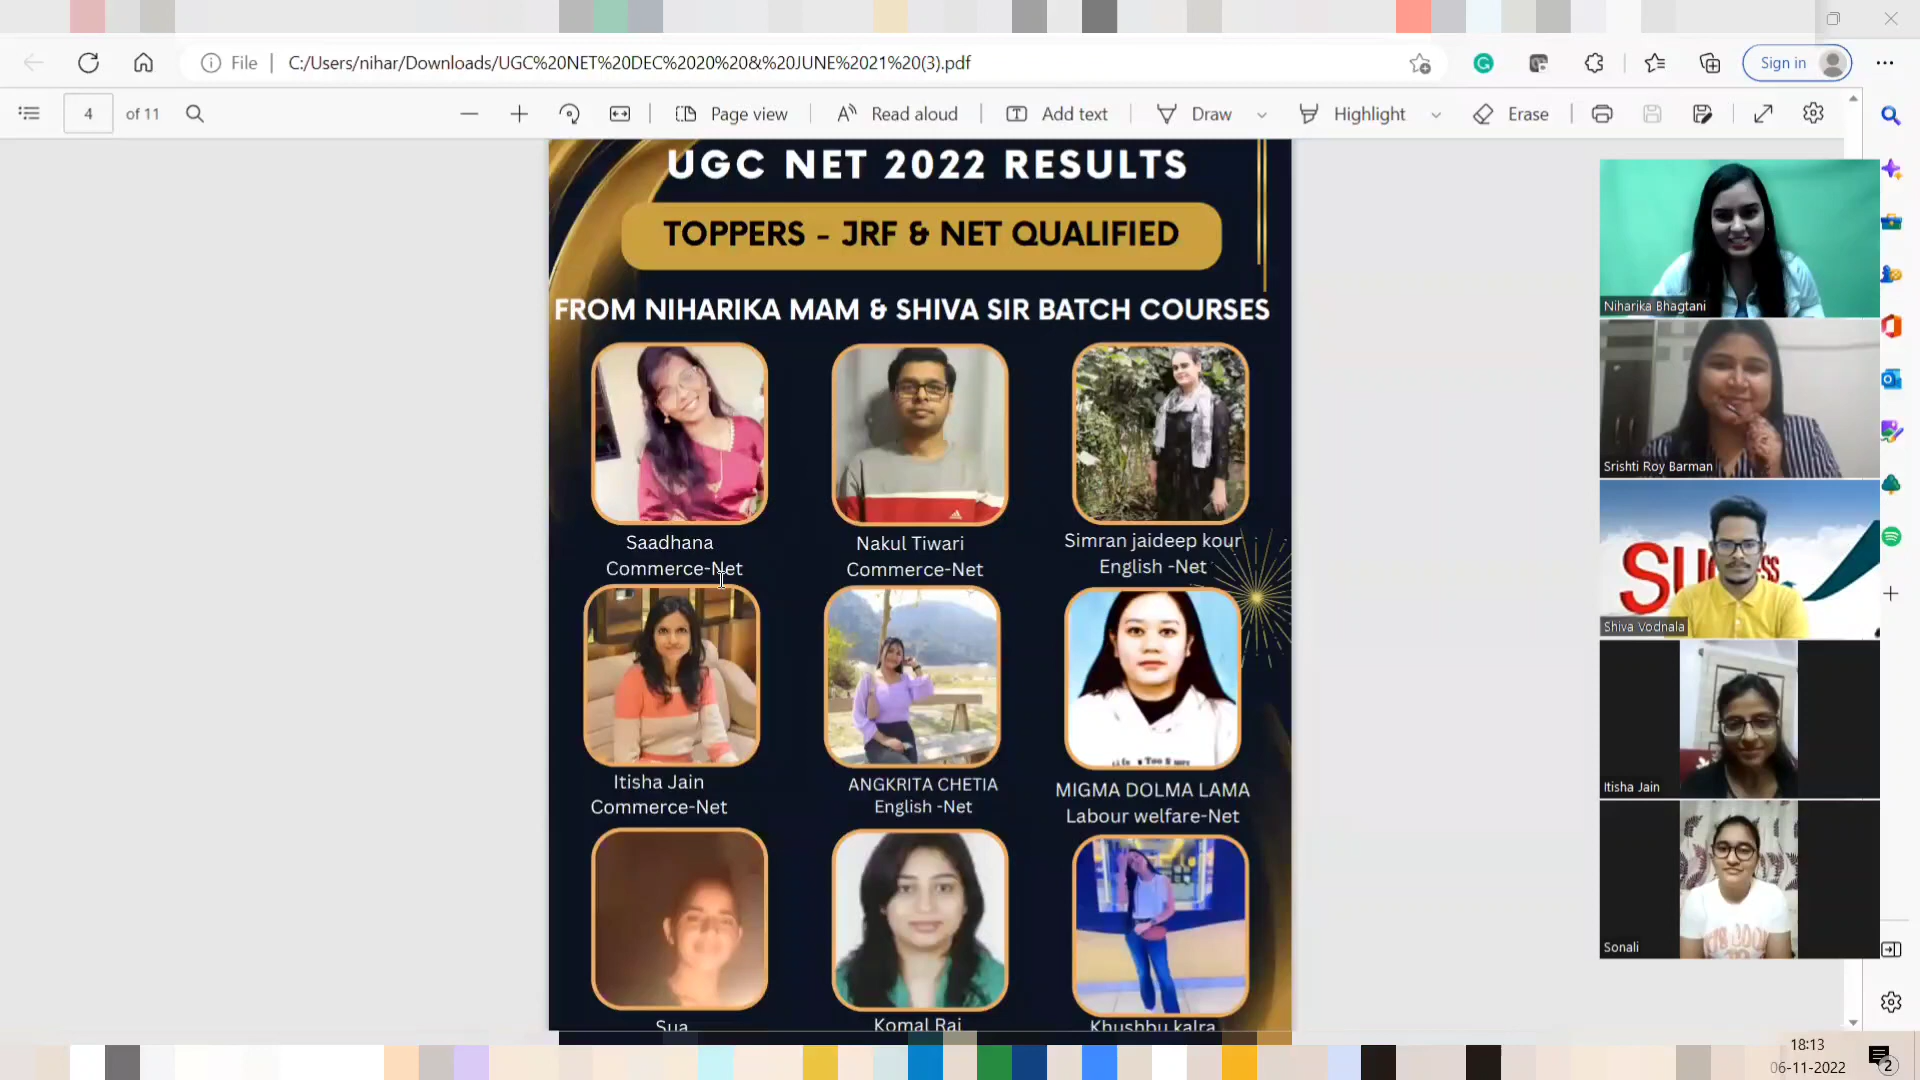 File
C:/Users/nihar/Downloads/UGC%20NET%20DEC%2020%20&%20JUNE%2021%20(3).pdf
Sign in
4 of 11
Page view
Read aloud
Add text
Draw
Highlight
Erase
UGC NET 2022 RESULTS
TOPPERS - JRF & NET QUALIFIED
FROM NIHARIKA MAM & SHIVA SIR BATCH COURSES
Saadhana
Commerce-Net
Nakul Tiwari
Commerce-Net
Simran jaideep kour
English -Net
Itisha Jain
Commerce-Net
ANGKRITA CHETIA
English -Net
MIGMA DOLMA LAMA
Labour welfare-Net
Komal Rai
Khushbu kalra
Niharika Bhagtani
Srishti Roy Barman
Shiva Vodnala
Itisha Jain
Sonali
18:13
06-11-2022
2